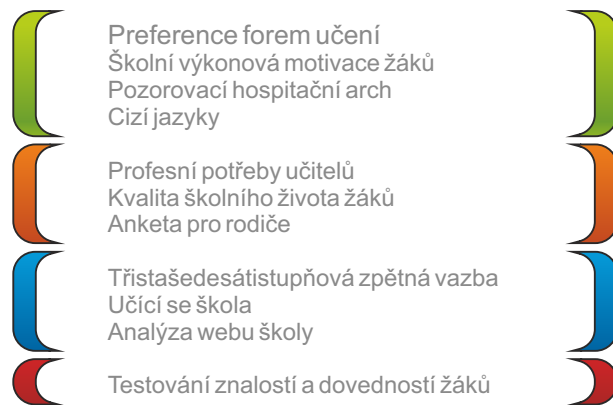 Preference forem učení
Školní výkonová motivace žáků
Pozorovací hospitační arch
Cizí jazyky
Profesní potřeby učitelů
Kvalita školního života žáků
Anketa pro rodiče
Třistašedesátistupňová zpětná vazba
Učící se škola
Analýza webu školy
Testování znalostí a dovedností žáků